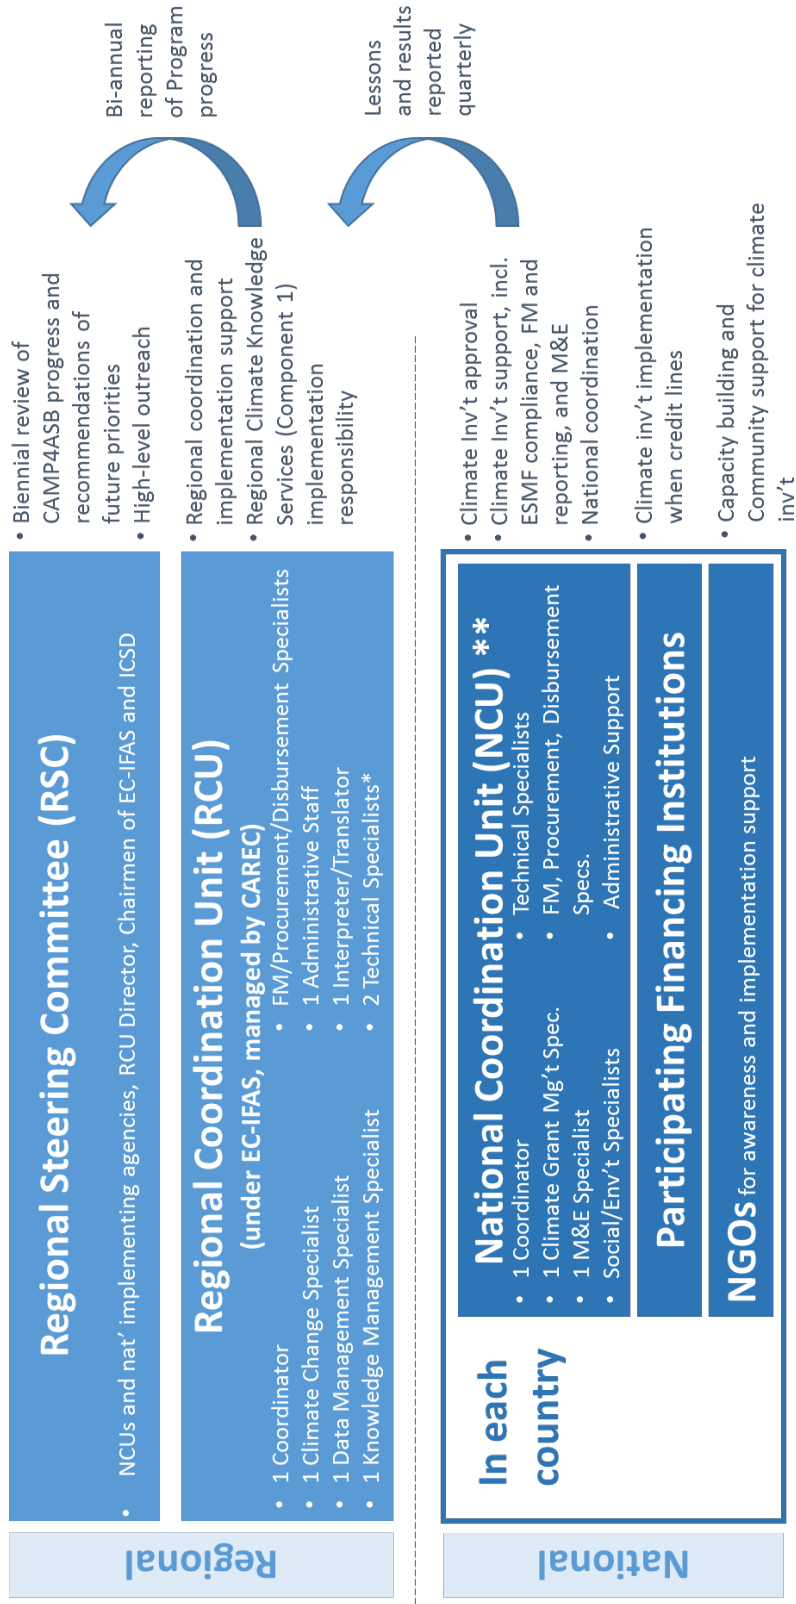 Regional
Regional Steering Committee (RSC)
• NCUs and nat' implementing agencies, RCU Director, Chairmen of EC-IFAS and ICSD
• Biennial review of
CAMP4ASB progress and
recommendations of
future priorities
• High-level outreach
Bi-annual
reporting
of Program
progress
Regional Coordination Unit (RCU)
(under EC-IFAS, managed by CAREC)
• 1 Coordinator
• 1 Climate Change Specialist
• 1 Data Management Specialist
• 1 Knowledge Management Specialist
• FM/Procurement/Disbursement Specialists
• 1 Administrative Staff
• 1 Interpreter/Translator
• 2 Technical Specialists*
• Regional coordination and
implementation support
• Regional Climate Knowledge
Services (Component 1)
implementation
responsibility
Lessons
and results
reported
quarterly
National
In each
country
National Coordination Unit (NCU) **
• 1 Coordinator
• 1 Climate Grant Mg't Spec.
• 1 M&E Specialist
• Social/Env't Specialists
• Technical Specialists
• FM, Procurement, Disbursement
Specs.
• Administrative Support
• Climate Inv't approval
• Climate Inv't support, incl.
ESMF compliance, FM and
reporting, and M&E
• National coordination
Participating Financing Institutions
• Climate inv't implementation
when credit lines
NGOs for awareness and implementation support
• Capacity building and
Community support for climate
inv't